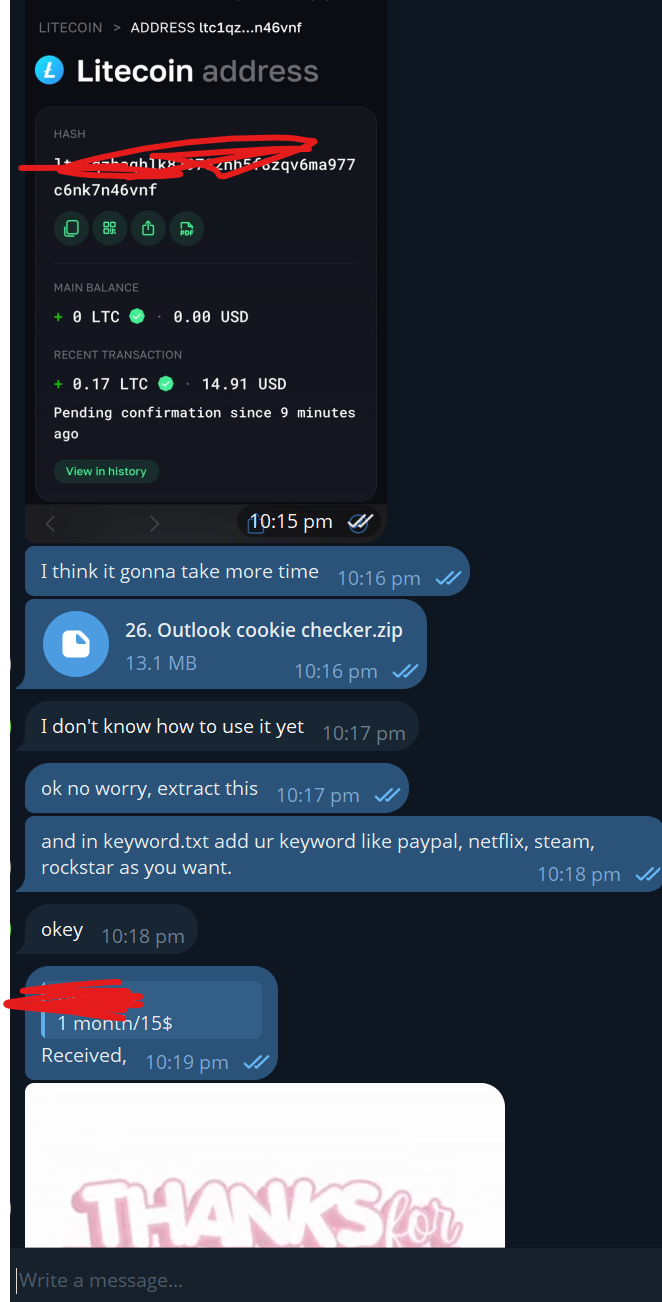 LITECOIN > ADDRESS ltc1qz...n46vnf
Litecoin address
HASH
c6nk7n46vnf
PDF
MAIN BALANCE
+ 0 LTC · 0.00 USD
RECENT TRANSACTION
+ 0.17 LTC · 14.91 USD
Pending confirmation since 9 minutes
ago
View in history
10:15 pm
I think it gonna take more time 10:16 pm
26. Outlook cookie checker.zip
13.1 MB 10:16 pm
I don't know how to use it yet 10:17 pm
ok no worry, extract this 10:17 pm
and in keyword.txt add ur keyword like paypal, netflix, steam,
rockstar as you want. 10:18 pm
okey 10:18 pm
1 month/15$
Received, 10:19 pm
THANKS for
Write a message...